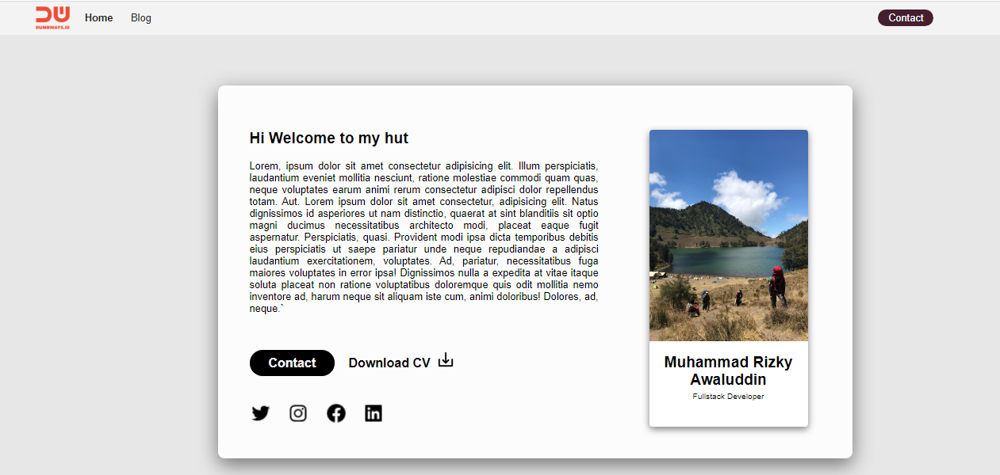 DW
DUMBWAYS.ID
Home Blog Contact
Hi Welcome to my hut
Lorem, ipsum dolor sit amet consectetur adipisicing elit. Illum perspiciatis,
laudantium eveniet mollitia nesciunt, ratione molestiae commodi quam quas,
neque voluptates earum animi rerum consectetur adipisci dolor repellendus
totam. Aut. Lorem ipsum dolor sit amet consectetur, adipisicing elit. Natus
dignissimos id asperiores ut nam distinctio, quaerat at sint blanditiis sit optio
magni ducimus necessitatibus architecto modi, placeat eaque fugit
aspernatur. Perspiciatis, quasi. Provident modi ipsa dicta temporibus debitis
eius perspiciatis ut saepe pariatur unde neque repudiandae a adipisci
laudantium exercitationem, voluptates. Ad, pariatur, necessitatibus fuga
maiores voluptates in error ipsa! Dignissimos nulla a expedita at vitae itaque
soluta placeat non ratione voluptatibus doloremque quis odit mollitia nemo
inventore ad, harum neque sit aliquam iste cum, animi doloribus! Dolores, ad,
neque.`
Contact Download CV
in
Muhammad Rizky
Awaluddin
Fullstack Developer